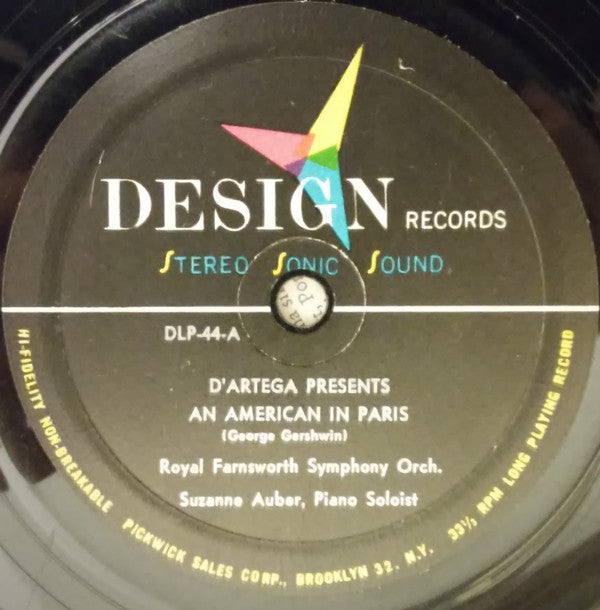 DESIGN RECORDS
STEREO SONIC SOUND
DLP-44-A
D'ARTEGA PRESENTS
AN AMERICAN IN PARIS
(George Gershwin)
Royal Farnsworth Symphony Orch.
Suzanne Auber, Piano Soloist
HI-FIDELITY NON-BREAKABLE PICKWICK SALES CORP., BROOKLYN 32, N.Y. 33⅓ RPM LONG PLAYING RECORD